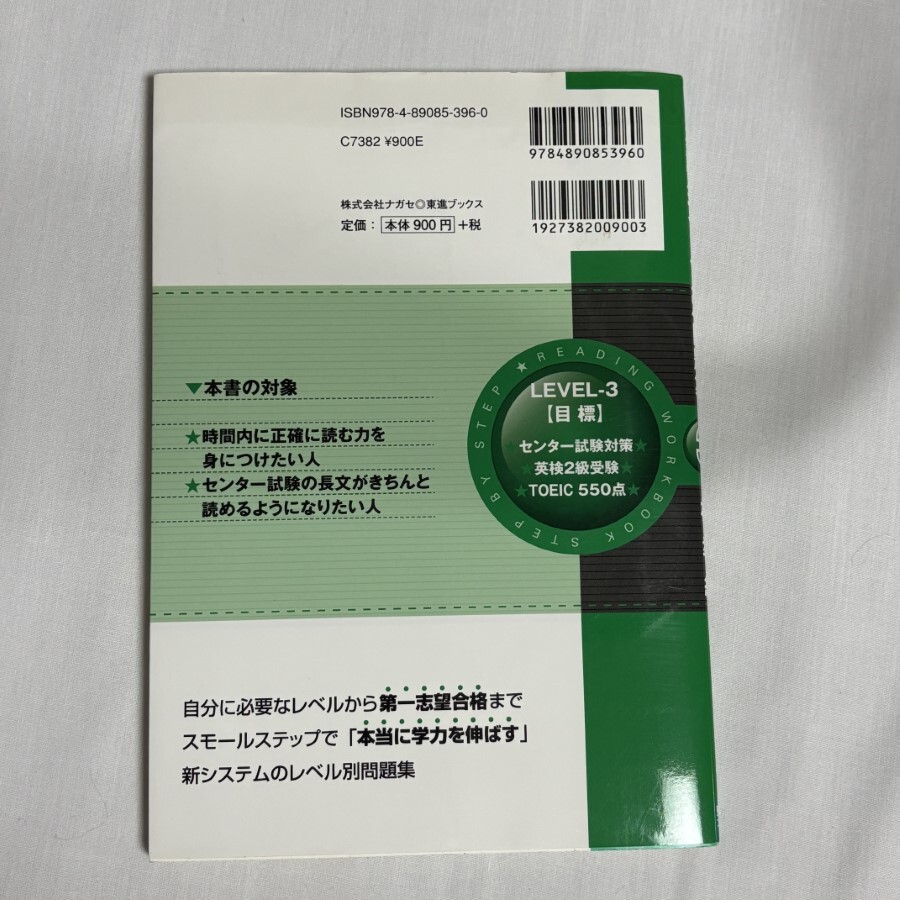 ISBN978-4-89085-396-0
C7382 ¥900E
9784890853960
株式会社ナガセ◎東進ブックス
定価：本体 900 円+税
1927382009003
▼本書の対象
★時間内に正確に読む力を
身につけたい人
★センター試験の長文がきちんと
読めるようになりたい人
STEP BY STEP ★ READING WORKBOOK
LEVEL-3
【目 標】
★センター試験対策★
★英検2級受験★
★TOEIC 550点★
自分に必要なレベルから第一志望合格まで
スモールステップで「本当に学力を伸ばす」
新システムのレベル別問題集